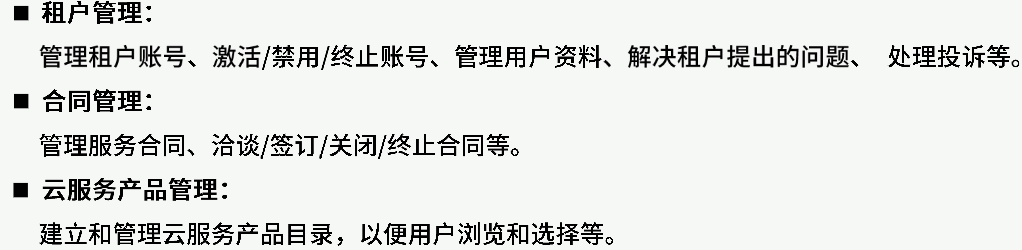 ■ 租户管理：
管理租户账号、激活/禁用/终止账号、管理用户资料、解决租户提出的问题、 处理投诉等。
■ 合同管理：
管理服务合同、洽谈/签订/关闭/终止合同等。
■ 云服务产品管理：
建立和管理云服务产品目录，以便用户浏览和选择等。